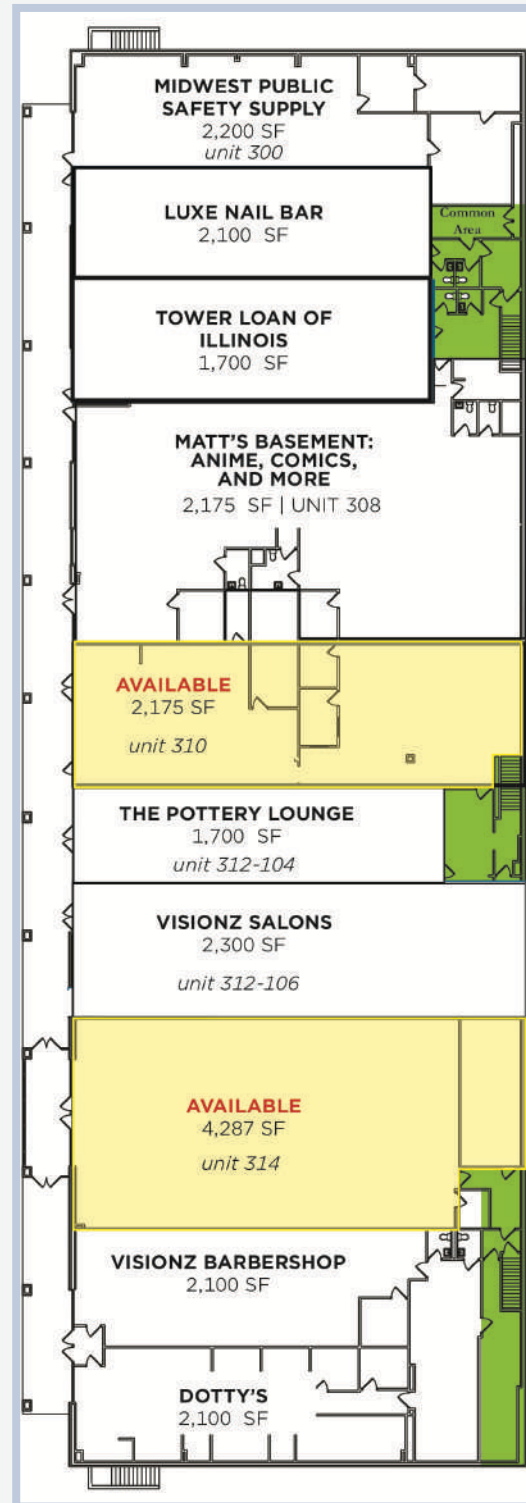 MIDWEST PUBLIC
SAFETY SUPPLY
2,200 SF
unit 300
LUXE NAIL BAR
2,100 SF
Common
Area
TOWER LOAN OF
ILLINOIS
1,700 SF
MATT'S BASEMENT:
ANIME, COMICS,
AND MORE
2,175 SF | UNIT 308
AVAILABLE
2,175 SF
unit 310
THE POTTERY LOUNGE
1,700 SF
unit 312-104
VISIONZ SALONS
2,300 SF
unit 312-106
AVAILABLE
4,287 SF
unit 314
VISIONZ BARBERSHOP
2,100 SF
DOTTY'S
2,100 SF